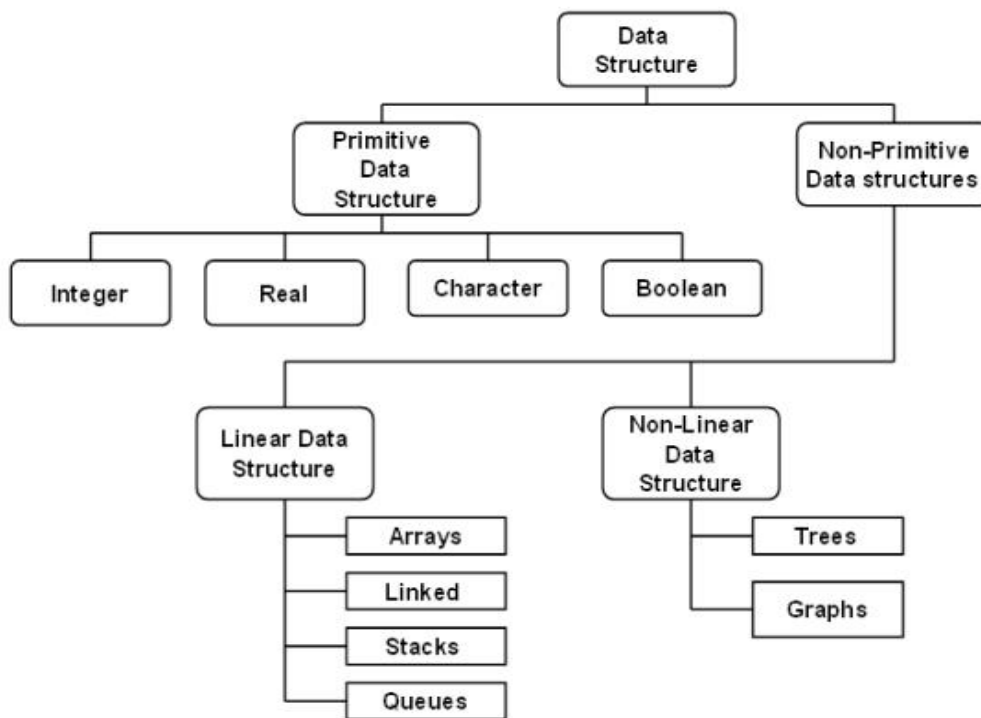 Data
Structure
Primitive
Data
Structure
Non-Primitive
Data structures
Integer
Real
Character
Boolean
Linear Data
Structure
Non-Linear
Data
Structure
Arrays
Linked
Stacks
Queues
Trees
Graphs